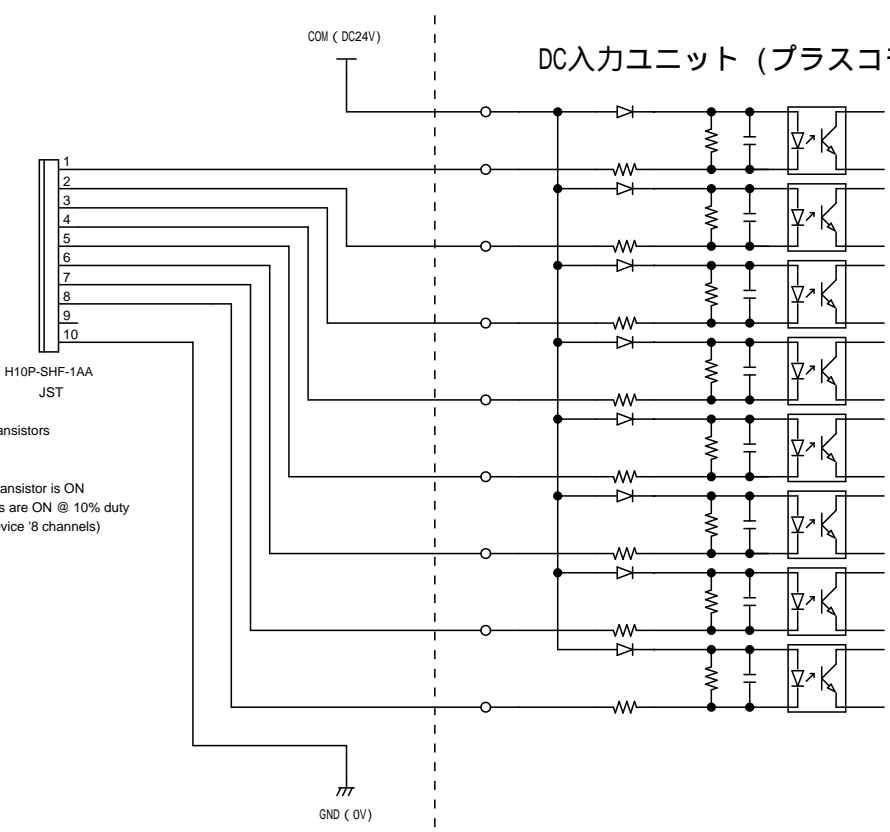 COM ( DC24V)
DC入力ユニット (プラスコ
1
2
3
4
5
6
7
8
9
10
H10P-SHF-1AA
JST
ansistors
ansistor is ON
s are ON @ 10% duty
evice '8 channels)
GND ( 0V)